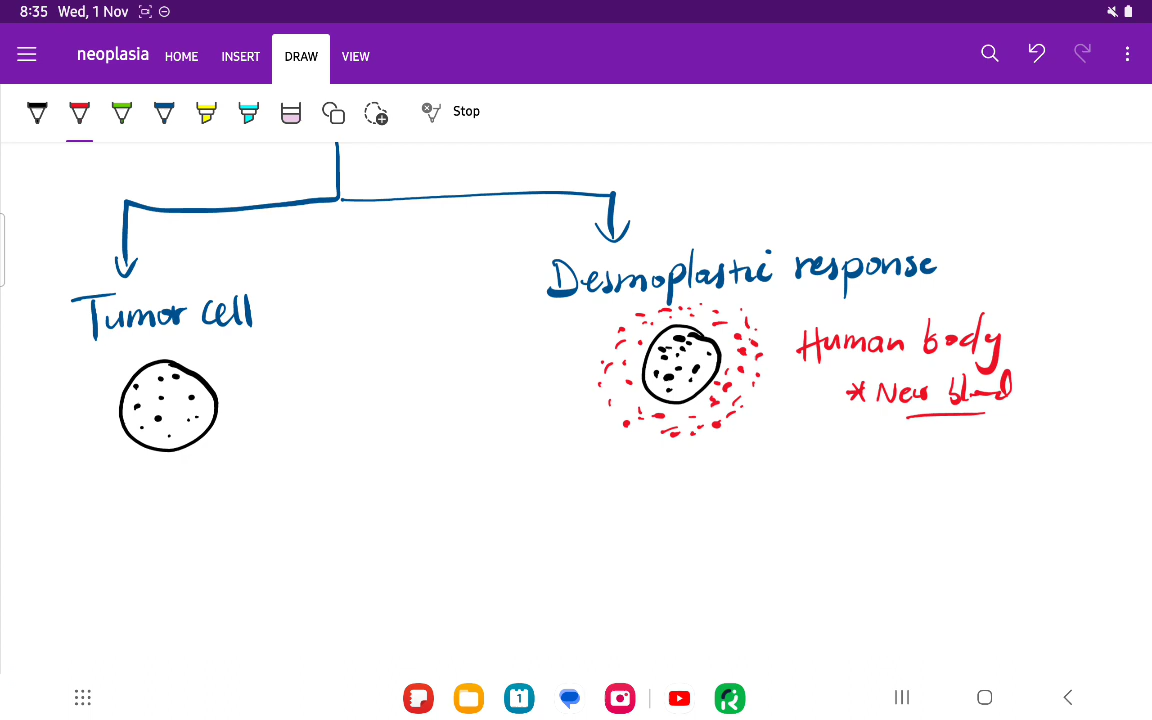 8:35 Wed, 1 Nov
neoplasia HOME INSERT DRAW VIEW
Stop
Tumor cell
Desmoplastic response
Human body
* New blood
1